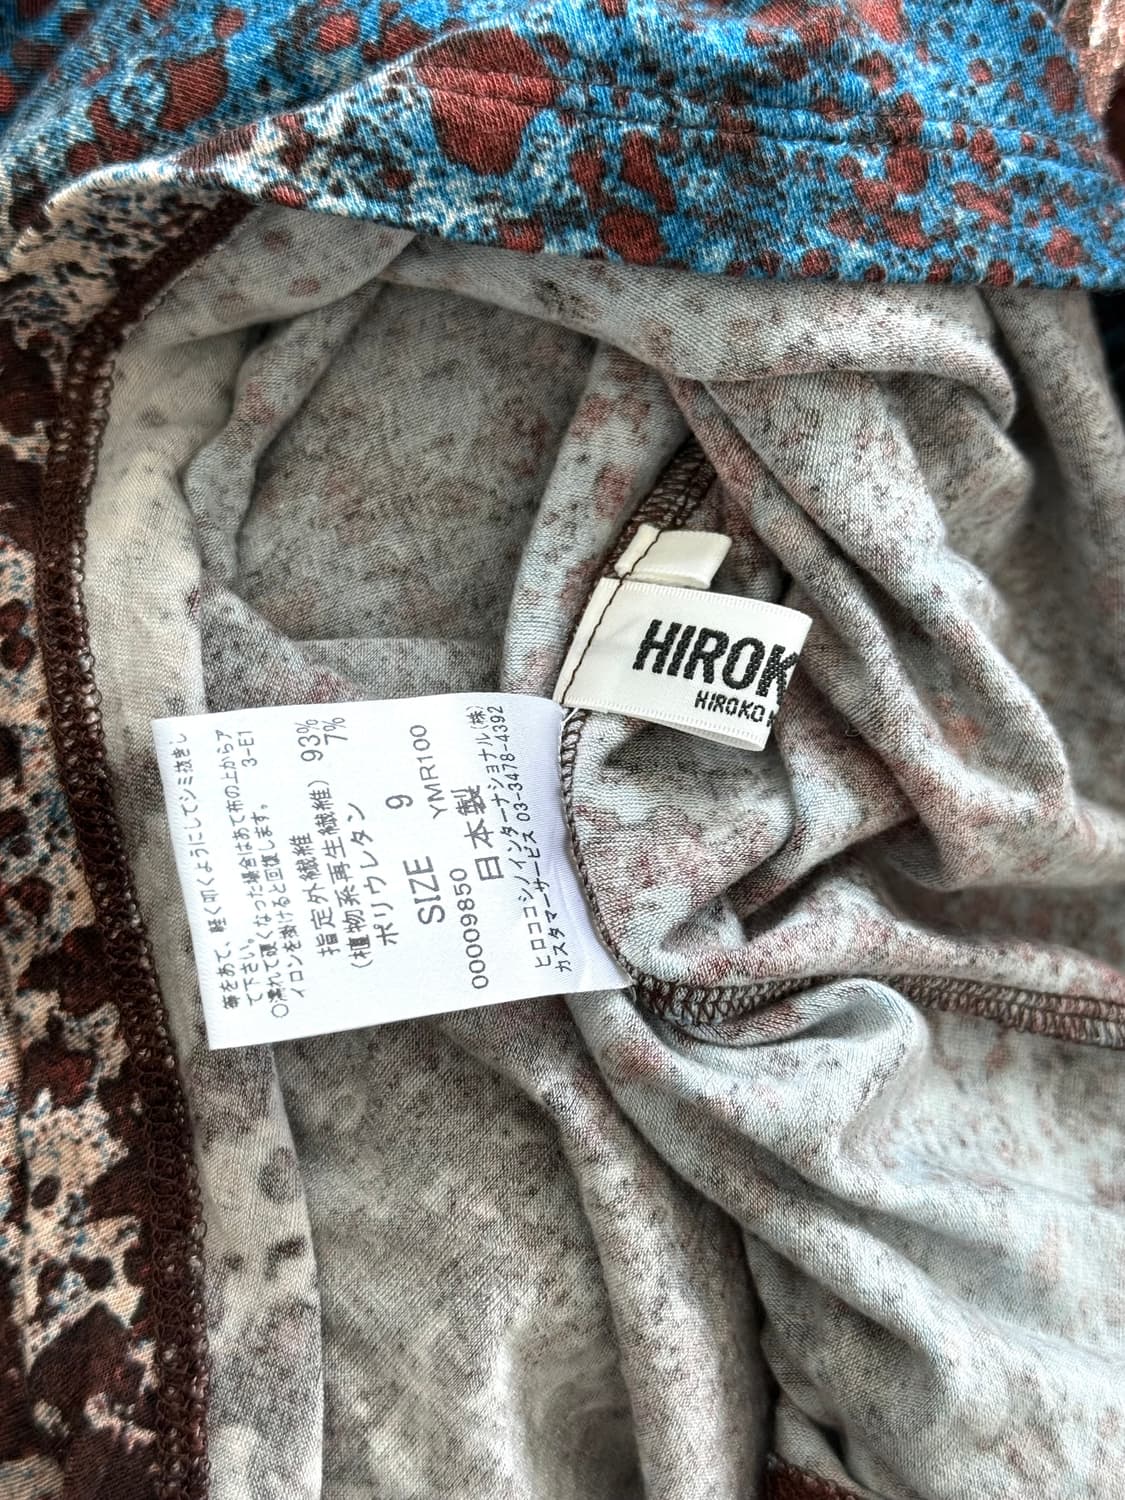 HIROK
HIROKO
帯をあて、軽く叩くようにしてシミ抜きし
て下さい。
○濡れて硬くなった場合はあて布の上からア
イロンを掛けると回復します。 3-E1
指定外繊維
(植物系再生繊維) 93%
ポリウレタン 7%
SIZE 9
00009850 YMR100
日本製
ヒロココシノインターナショナル(株)
カスタマーサービス 03-3478-4392